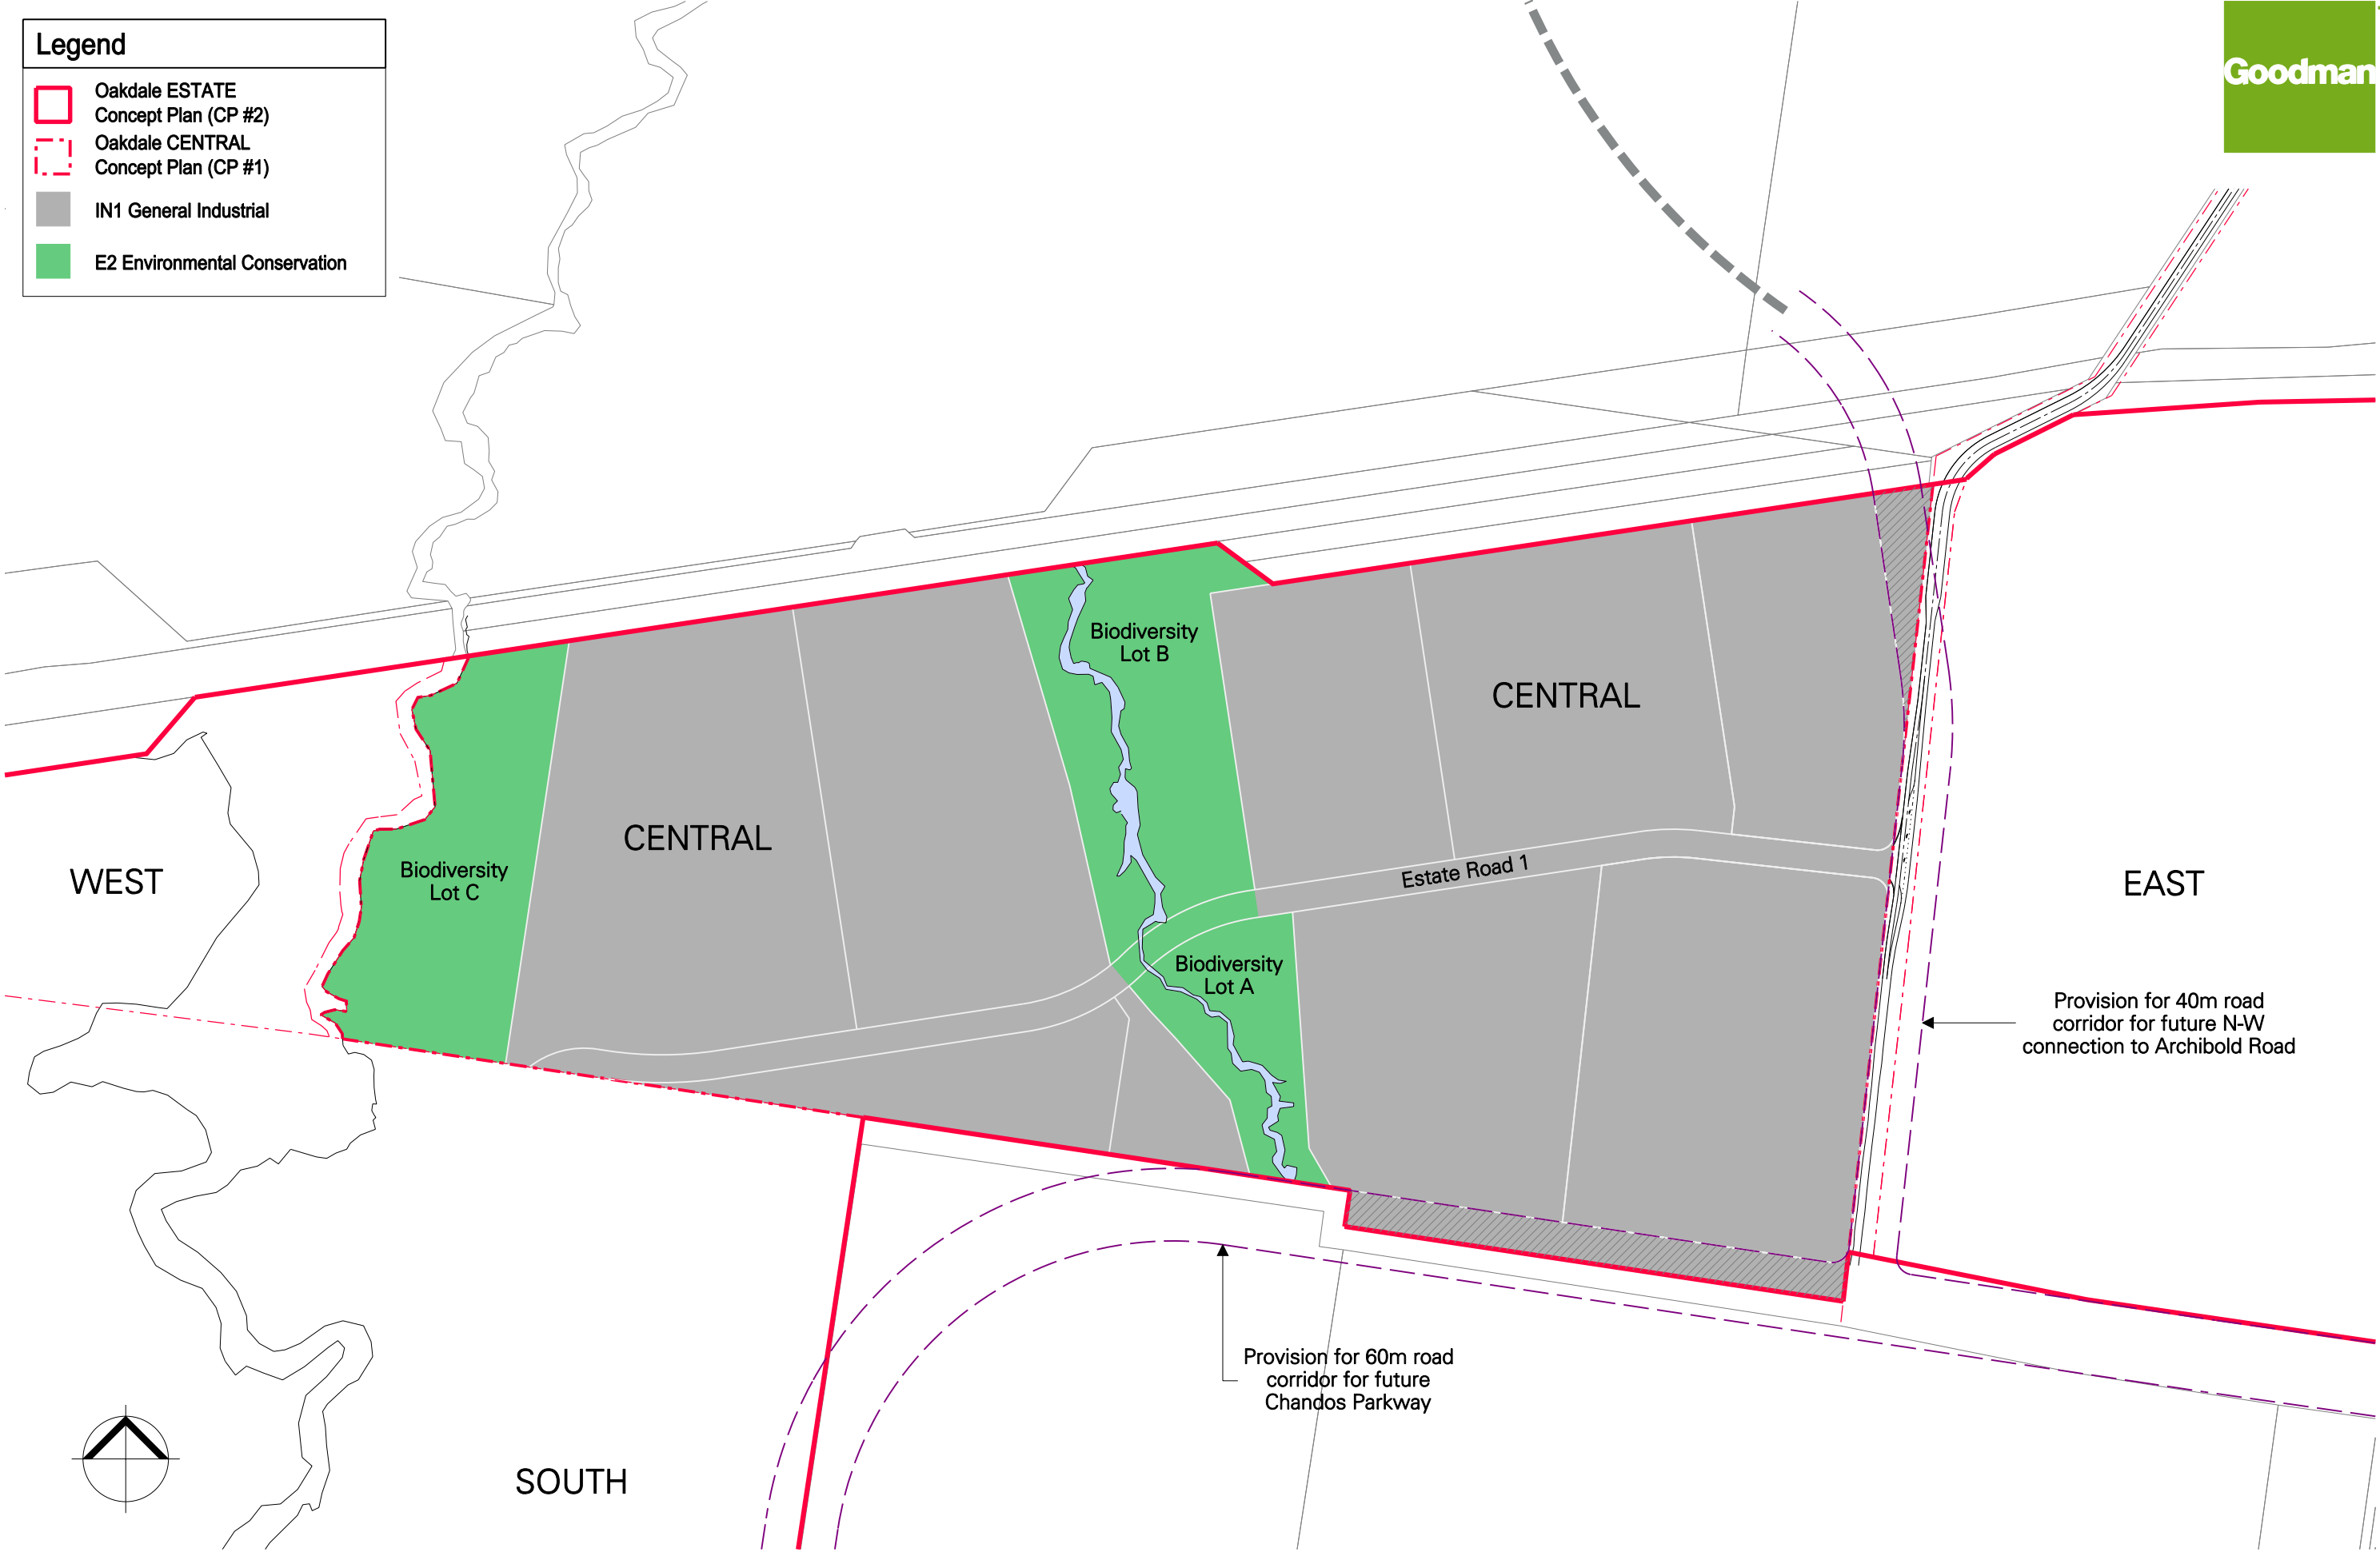 Legend
Oakdale ESTATE
Concept Plan (CP #2)
Oakdale CENTRAL
Concept Plan (CP #1)
IN1 General Industrial
E2 Environmental Conservation
Goodman
Biodiversity
Lot B
CENTRAL
CENTRAL
Biodiversity
Lot C
WEST
Estate Road 1
EAST
Biodiversity
Lot A
Provision for 40m road
corridor for future N-W
connection to Archibold Road
Provision for 60m road
corridor for future
Chandos Parkway
SOUTH